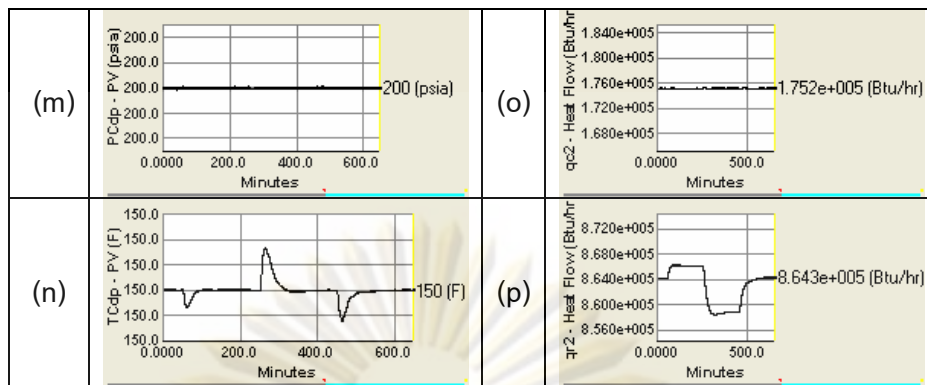 (m)
PCdp - PV (psia)
200.0
200.0
200.0
200.0
200.0
0.0000 200.0 400.0 600.0
Minutes
200 (psia)
(o)
qc2 - Heat Flow (Btu/hr
1.840e+005
1.800e+005
1.760e+005
1.720e+005
1.680e+005
0.0000 500.0
Minutes
1.752e+005 (Btu/hr)
(n)
TCdp - PV (F)
150.0
150.0
150.0
150.0
150.0
150.0
0.0000 200.0 400.0 600.0
Minutes
150 (F)
(p)
qr2 - Heat Flow (Btu/hr
8.720e+005
8.680e+005
8.640e+005
8.600e+005
8.560e+005
0.0000 500.0
Minutes
8.643e+005 (Btu/hr)